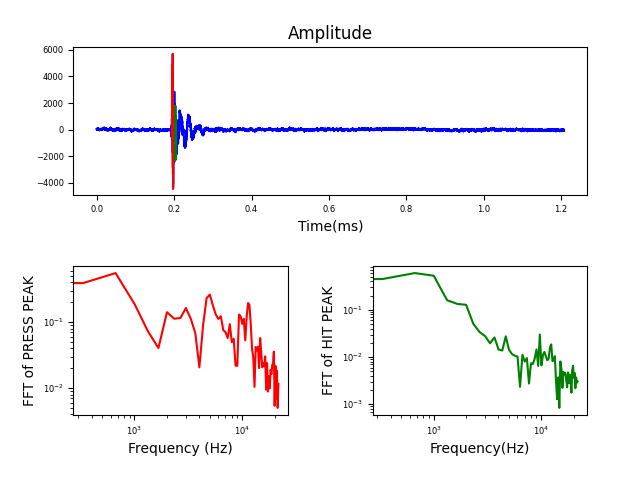 Amplitude
6000
4000
2000
0
−2000
−4000
0.0 0.2 0.4 0.6 0.8 1.0 1.2
Time(ms)
FFT of PRESS PEAK
10⁻¹
10⁻²
10³ 10⁴
Frequency (Hz)
FFT of HIT PEAK
10⁻¹
10⁻²
10⁻³
10³ 10⁴
Frequency(Hz)